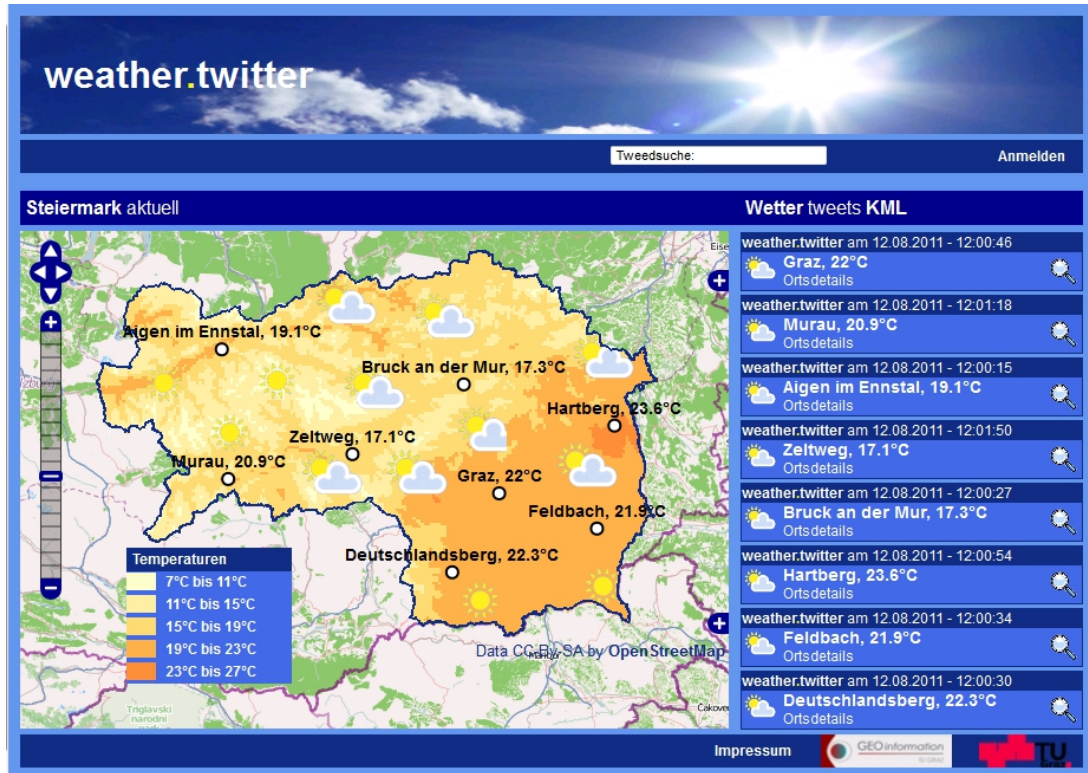 weather.twitter
Tweedsuche:
Anmelden
Steiermark aktuell
Wetter tweets KML
Aigen im Ennstal, 19.1°C
Bruck an der Mur, 17.3°C
Hartberg, 23.6°C
Zeltweg, 17.1°C
Murau, 20.9°C
Graz, 22°C
Feldbach, 21.9°C
Deutschlandsberg, 22.3°C
Temperaturen
7°C bis 11°C
11°C bis 15°C
15°C bis 19°C
19°C bis 23°C
23°C bis 27°C
Data CC-By-SA by OpenStreetMap
Triglavski
narodni
weather.twitter am 12.08.2011 - 12:00:46
Graz, 22°C
Ortsdetails
weather.twitter am 12.08.2011 - 12:01:18
Murau, 20.9°C
Ortsdetails
weather.twitter am 12.08.2011 - 12:00:15
Aigen im Ennstal, 19.1°C
Ortsdetails
weather.twitter am 12.08.2011 - 12:01:50
Zeltweg, 17.1°C
Ortsdetails
weather.twitter am 12.08.2011 - 12:00:27
Bruck an der Mur, 17.3°C
Ortsdetails
weather.twitter am 12.08.2011 - 12:00:54
Hartberg, 23.6°C
Ortsdetails
weather.twitter am 12.08.2011 - 12:00:34
Feldbach, 21.9°C
Ortsdetails
weather.twitter am 12.08.2011 - 12:00:30
Deutschlandsberg, 22.3°C
Ortsdetails
Impressum
GEOinformation
TU GRAZ
TU
Graz